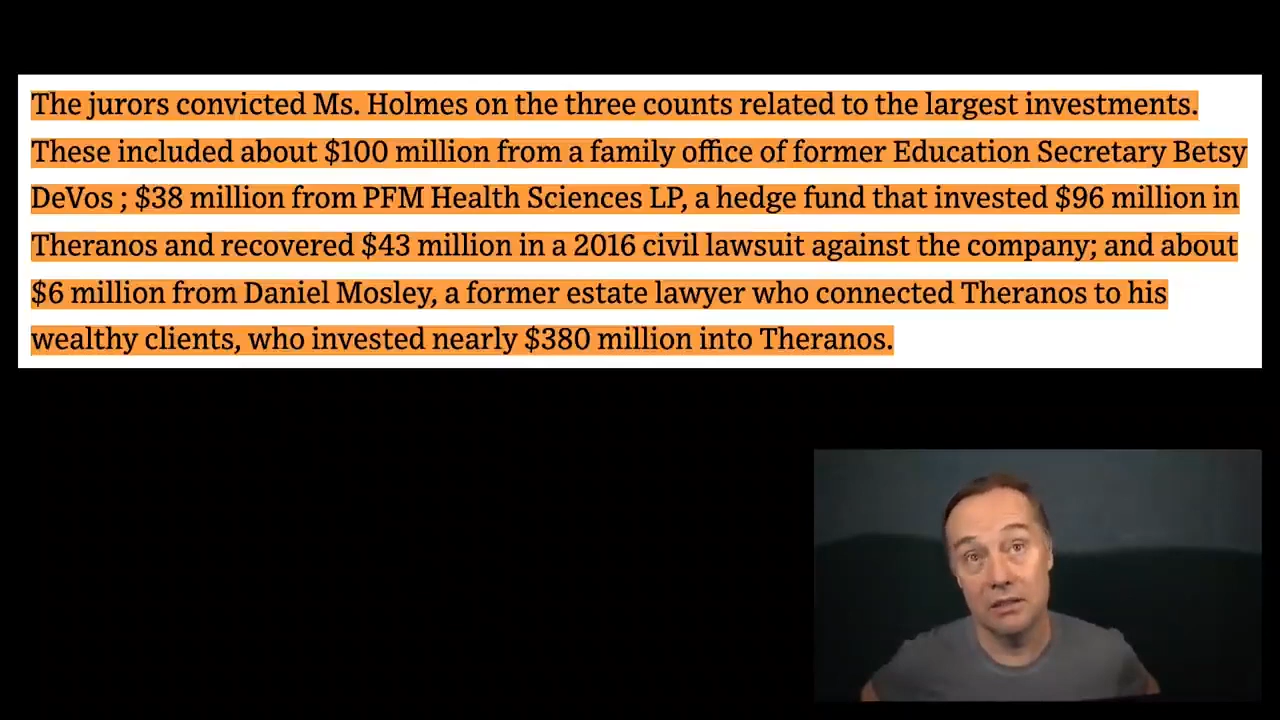 The jurors convicted Ms. Holmes on the three counts related to the largest investments.
These included about $100 million from a family office of former Education Secretary Betsy
DeVos ; $38 million from PFM Health Sciences LP, a hedge fund that invested $96 million in
Theranos and recovered $43 million in a 2016 civil lawsuit against the company; and about
$6 million from Daniel Mosley, a former estate lawyer who connected Theranos to his
wealthy clients, who invested nearly $380 million into Theranos.